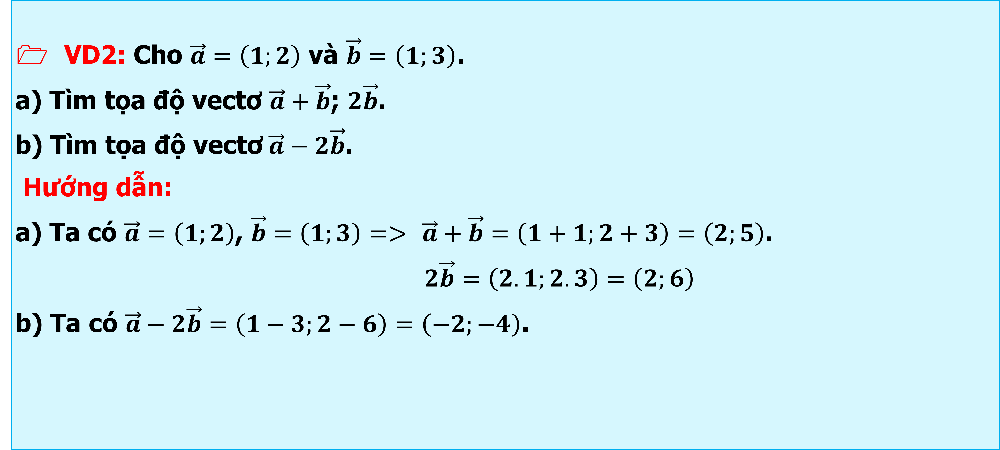 VD2: Cho $\vec{a} = (1; 2)$ và $\vec{b} = (1; 3)$.
a) Tìm tọa độ vectơ $\vec{a} + \vec{b}$; $2\vec{b}$.
b) Tìm tọa độ vectơ $\vec{a} - 2\vec{b}$.
Hướng dẫn:
a) Ta có $\vec{a} = (1; 2)$, $\vec{b} = (1; 3)$ => $\vec{a} + \vec{b} = (1 + 1; 2 + 3) = (2; 5)$.
$2\vec{b} = (2. 1; 2. 3) = (2; 6)$
b) Ta có $\vec{a} - 2\vec{b} = (1 - 3; 2 - 6) = (-2; -4)$.